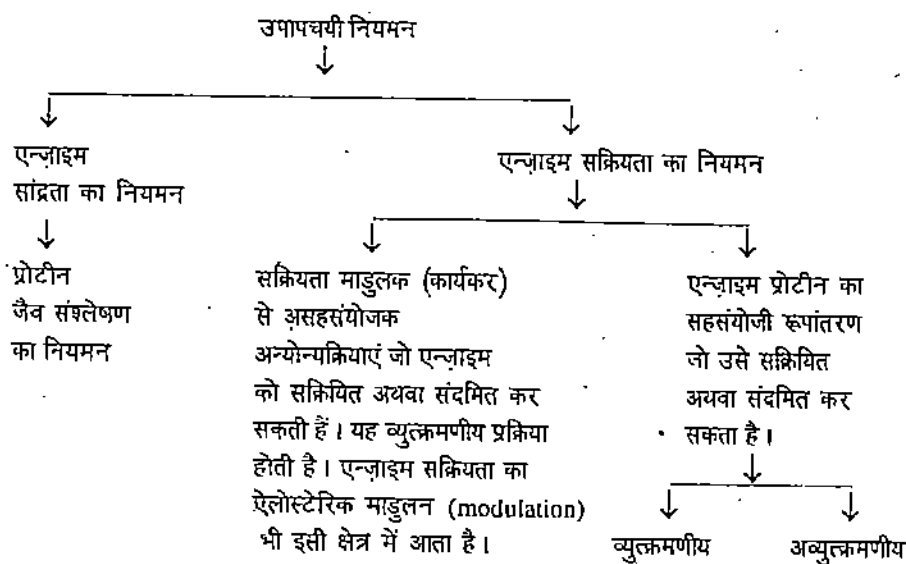 उपापचयी नियमन
एन्ज़ाइम
सांद्रता का नियमन
एन्ज़ाइम सक्रियता का नियमन
प्रोटीन
जैव संश्लेषण
का नियमन
सक्रियता माडुलक (कार्यकर)
से असहसंयोजक
अन्योन्यक्रियाएं जो एन्ज़ाइम
को सक्रियित अथवा संदमित कर
सकती हैं। यह व्युत्क्रमणीय प्रक्रिया
होती है। एन्ज़ाइम सक्रियता का
ऐलोस्टेरिक माडुलन (modulation)
भी इसी क्षेत्र में आता है।
एन्ज़ाइम प्रोटीन का
सहसंयोजी रूपांतरण
जो उसे सक्रियित
अथवा संदमित कर
सकता है।
व्युत्क्रमणीय
अव्युत्क्रमणीय